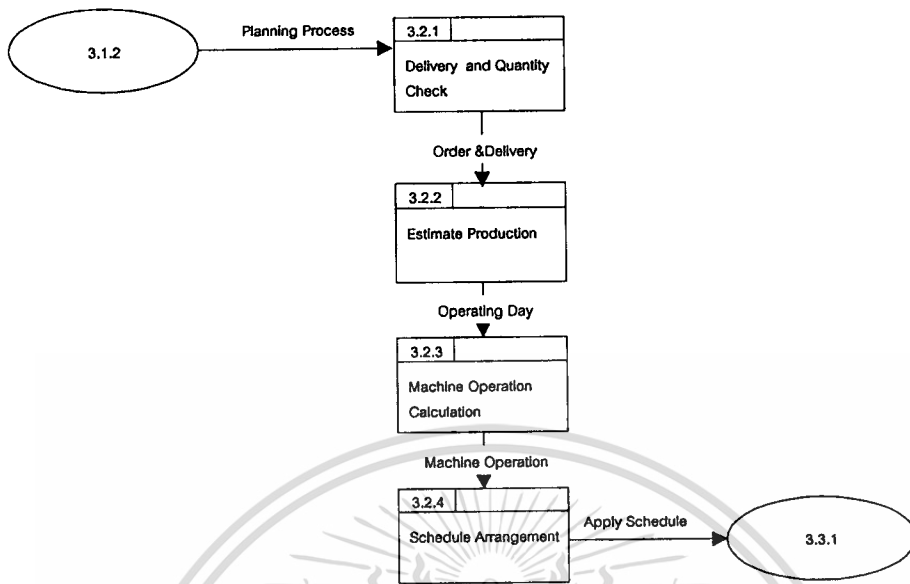 3.1.2
Planning Process
3.2.1
Delivery and Quantity
Check
Order &Delivery
3.2.2
Estimate Production
Operating Day
3.2.3
Machine Operation
Calculation
Machine Operation
3.2.4
Schedule Arrangement
Apply Schedule
3.3.1